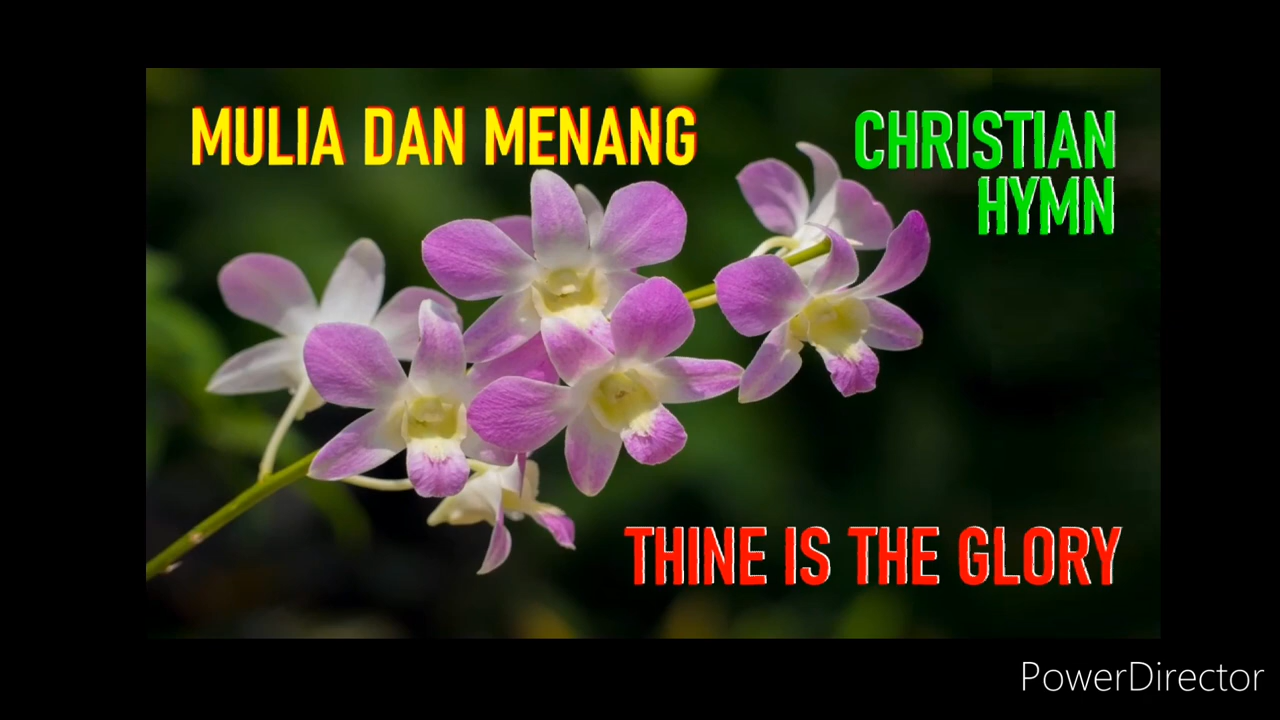 MULIA DAN MENANG
CHRISTIAN
HYMN
THINE IS THE GLORY
PowerDirector